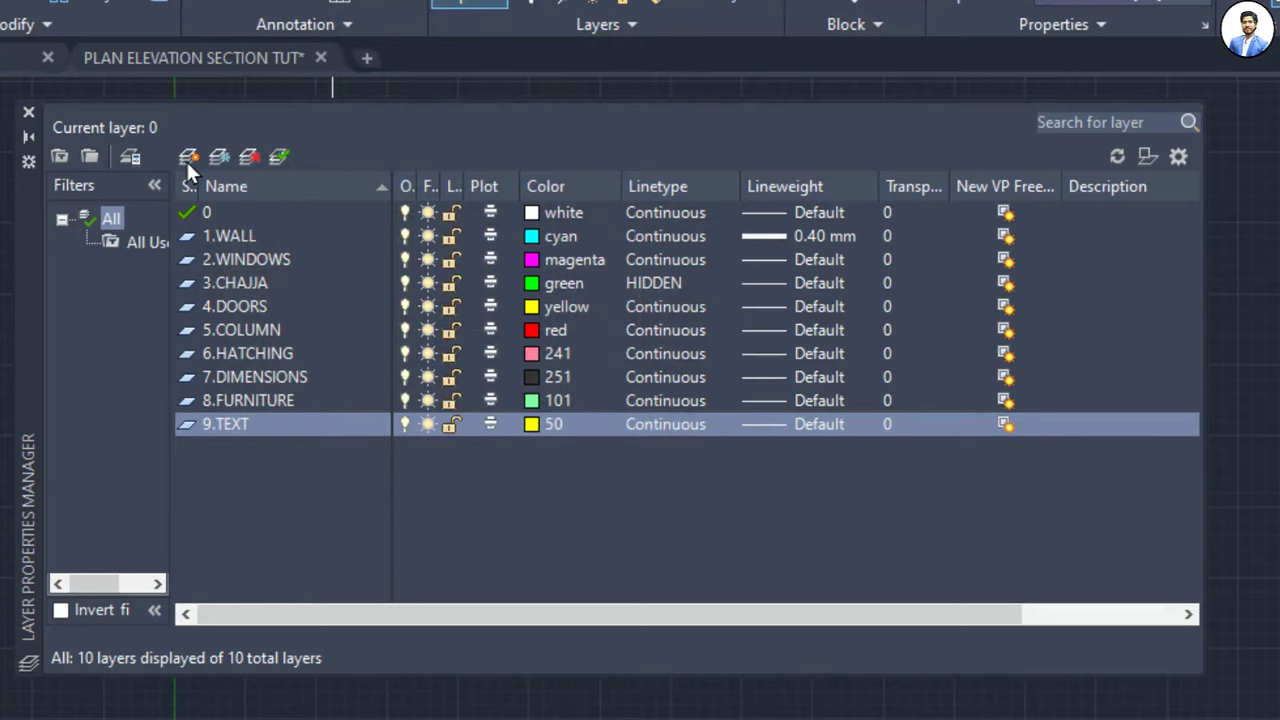 odify Annotation Layers Block Properties
PLAN ELEVATION SECTION TUT*
Current layer: 0 Search for layer
Filters S.. Name O. F.. L.. Plot Color Linetype Lineweight Transp... New VP Free... Description
0 white Continuous Default 0
All
1.WALL cyan Continuous 0.40 mm 0
All Use
2.WINDOWS magenta Continuous Default 0
3.CHAJJA green HIDDEN Default 0
4.DOORS yellow Continuous Default 0
5.COLUMN red Continuous Default 0
6.HATCHING 241 Continuous Default 0
7.DIMENSIONS 251 Continuous Default 0
8.FURNITURE 101 Continuous Default 0
9.TEXT 50 Continuous Default 0
Invert fi
All: 10 layers displayed of 10 total layers
LAYER PROPERTIES MANAGER